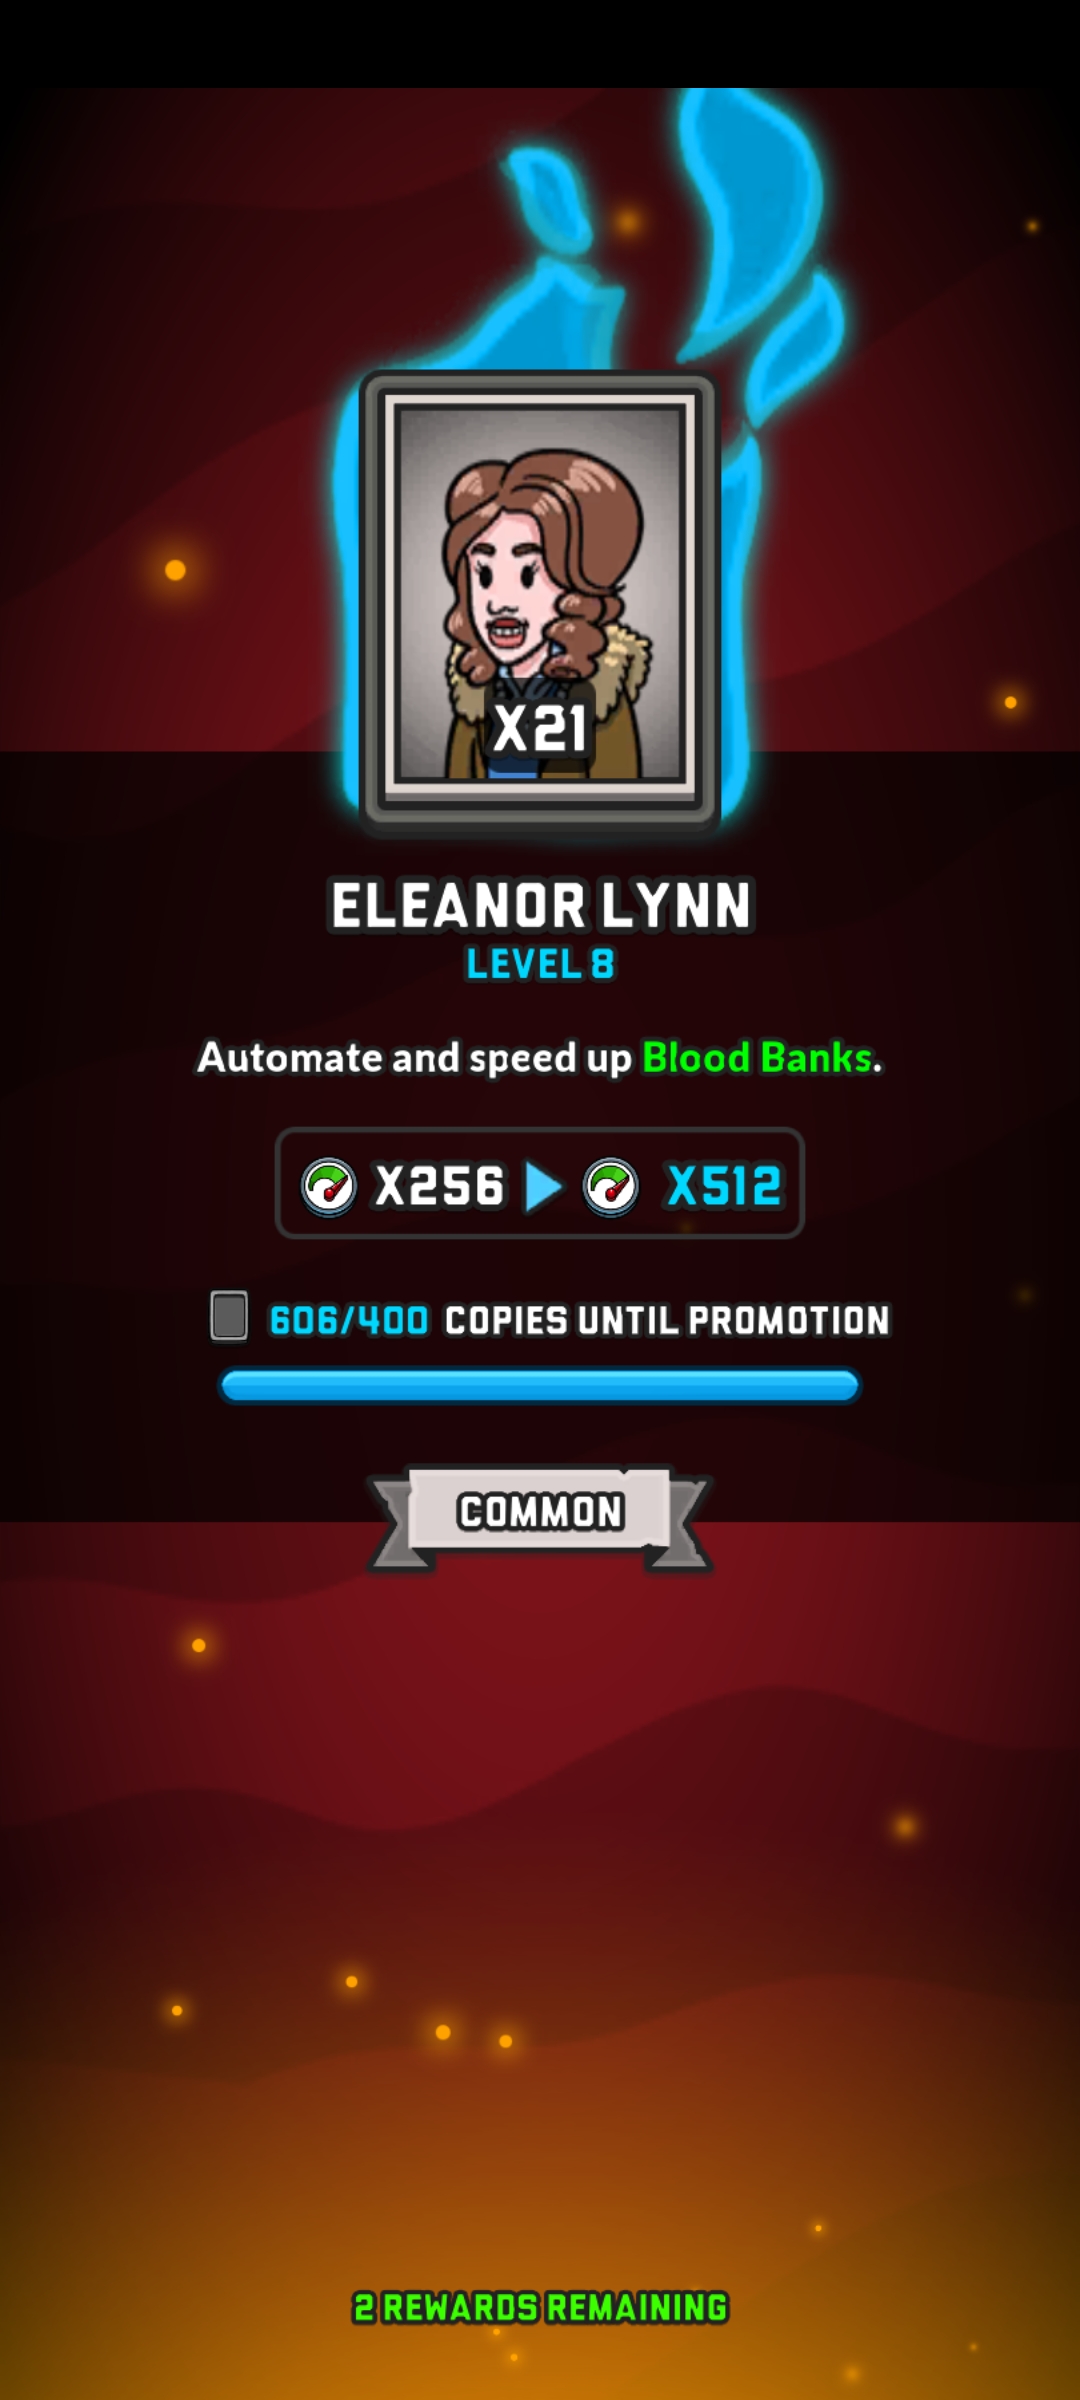 X21
ELEANOR LYNN
LEVEL 8
Automate and speed up Blood Banks.
X256 X512
606/400 COPIES UNTIL PROMOTION
COMMON
2 REWARDS REMAINING